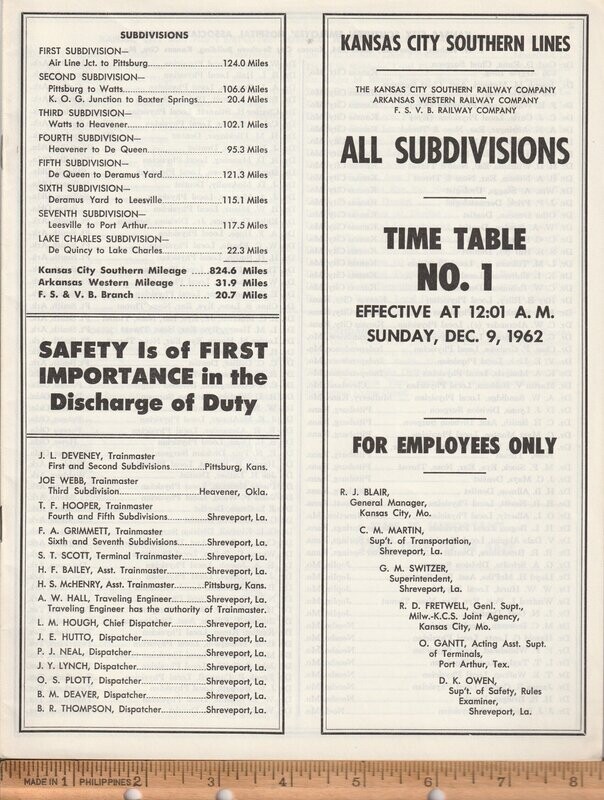 SUBDIVISIONS
FIRST SUBDIVISION—
Air Line Jct. to Pittsburg..........124.0 Miles
SECOND SUBDIVISION—
Pittsburg to Watts..........106.6 Miles
K. O. G. Junction to Baxter Springs.......... 20.4 Miles
THIRD SUBDIVISION—
Watts to Heavener..........102.1 Miles
FOURTH SUBDIVISION—
Heavener to De Queen.......... 95.3 Miles
FIFTH SUBDIVISION—
De Queen to Deramus Yard..........121.3 Miles
SIXTH SUBDIVISION—
Deramus Yard to Leesville..........115.1 Miles
SEVENTH SUBDIVISION—
Leesville to Port Arthur..........117.5 Miles
LAKE CHARLES SUBDIVISION—
De Quincy to Lake Charles.......... 22.3 Miles
Kansas City Southern Mileage .....824.6 Miles
Arkansas Western Mileage ......... 31.9 Miles
F. S. & V. B. Branch .......... 20.7 Miles
SAFETY Is of FIRST
IMPORTANCE in the
Discharge of Duty
J. L. DEVENEY, Trainmaster
First and Second Subdivisions..........Pittsburg, Kans.
JOE WEBB, Trainmaster
Third Subdivision..........Heavener, Okla.
T. F. HOOPER, Trainmaster
Fourth and Fifth Subdivisions..........Shreveport, La.
F. A. GRIMMETT, Trainmaster
Sixth and Seventh Subdivisions..........Shreveport, La.
S. T. SCOTT, Terminal Trainmaster..........Shreveport, La.
H. F. BAILEY, Asst. Trainmaster..........Shreveport, La.
H. S. McHENRY, Asst. Trainmaster..........Pittsburg, Kans.
A. W. HALL, Traveling Engineer..........Shreveport, La.
Traveling Engineer has the authority of Trainmaster.
L. M. HOUGH, Chief Dispatcher..........Shreveport, La.
J. E. HUTTO, Dispatcher..........Shreveport, La.
P. J. NEAL, Dispatcher..........Shreveport, La.
J. Y. LYNCH, Dispatcher..........Shreveport, La.
O. S. PLOTT, Dispatcher..........Shreveport, La.
B. M. DEAVER, Dispatcher..........Shreveport, La.
B. R. THOMPSON, Dispatcher..........Shreveport, La.
KANSAS CITY SOUTHERN LINES
THE KANSAS CITY SOUTHERN RAILWAY COMPANY
ARKANSAS WESTERN RAILWAY COMPANY
F. S. V. B. RAILWAY COMPANY
ALL SUBDIVISIONS
TIME TABLE
NO. 1
EFFECTIVE AT 12:01 A. M.
SUNDAY, DEC. 9, 1962
FOR EMPLOYEES ONLY
R. J. BLAIR,
General Manager,
Kansas City, Mo.
C. M. MARTIN,
Sup't. of Transportation,
Shreveport, La.
G. M. SWITZER,
Superintendent,
Shreveport, La.
R. D. FRETWELL, Genl. Supt.,
Milw.-K.C.S. Joint Agency,
Kansas City, Mo.
O. GANTT, Acting Asst. Supt.
of Terminals,
Port Arthur, Tex.
D. K. OWEN,
Sup't. of Safety, Rules
Examiner,
Shreveport, La.
MADE IN 1 PHILIPPINES 2 3 4 5 6 7 8